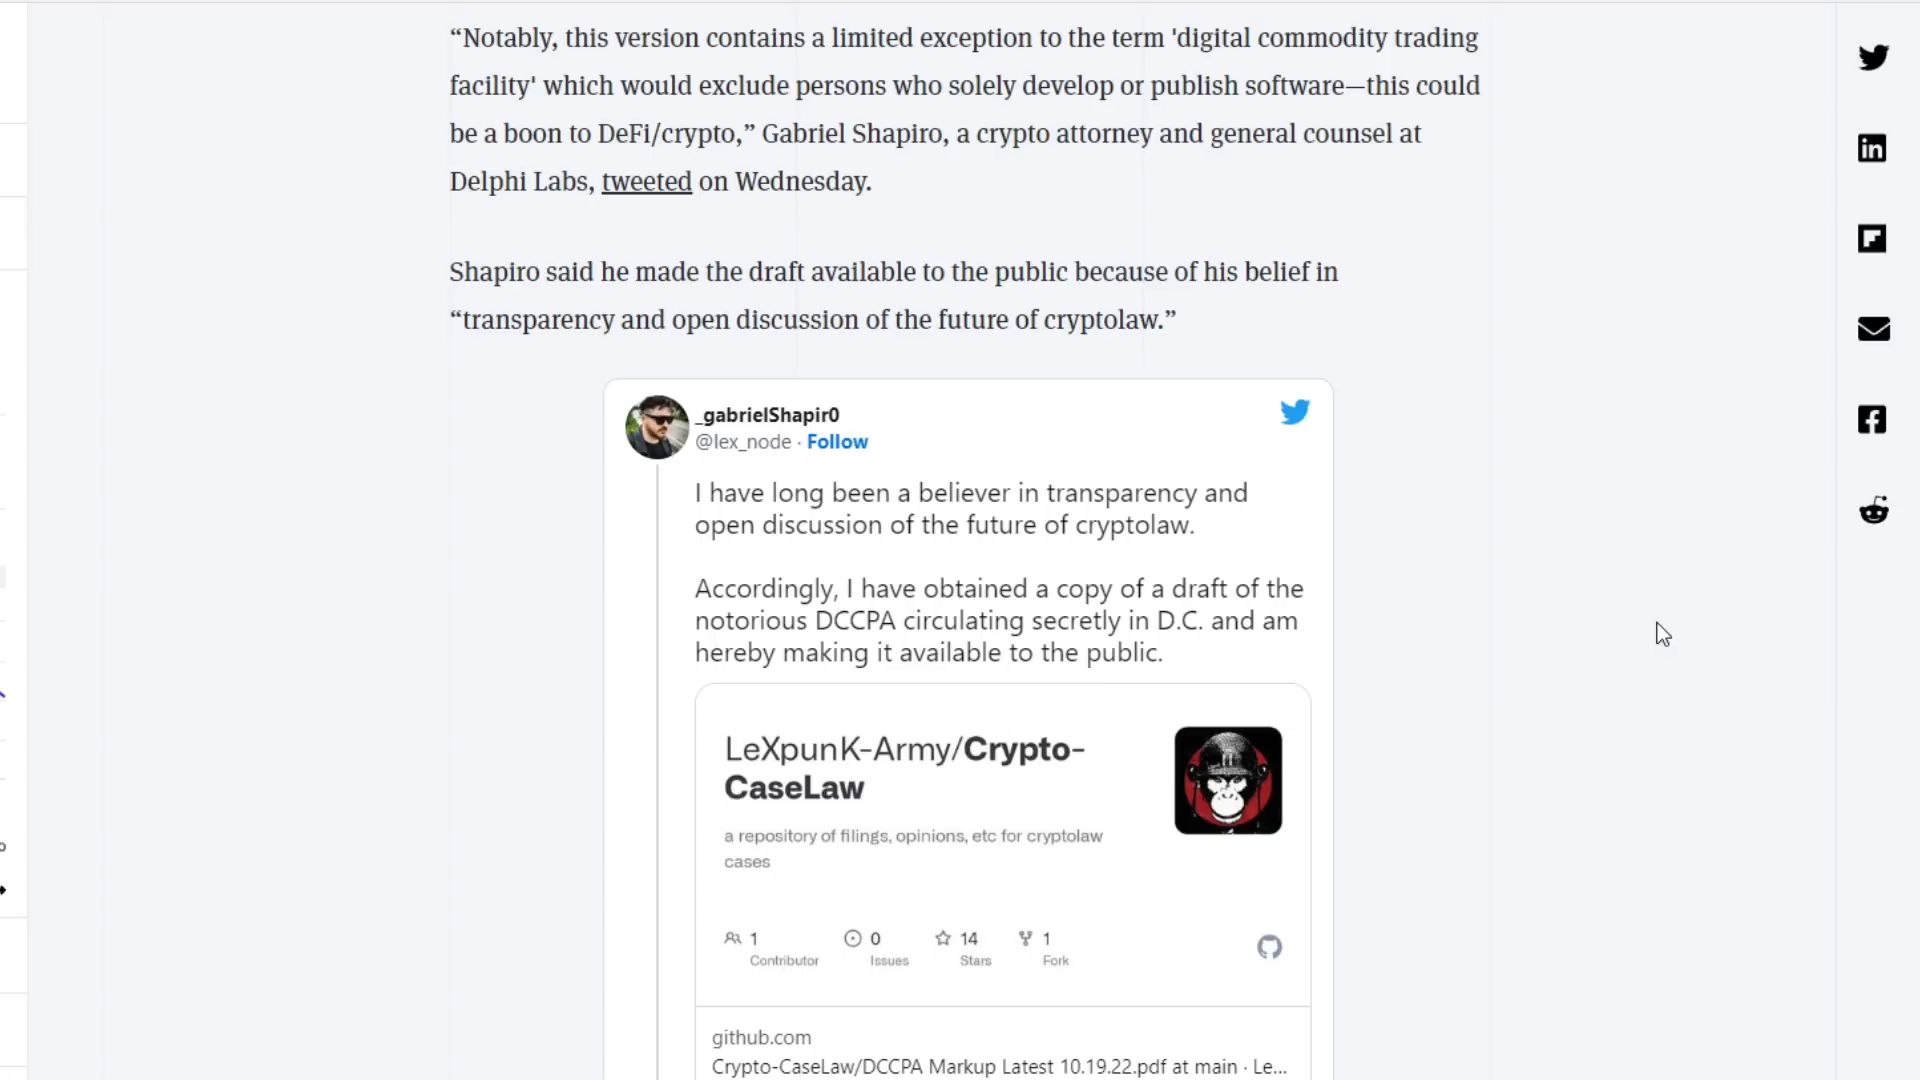 “Notably, this version contains a limited exception to the term 'digital commodity trading
facility' which would exclude persons who solely develop or publish software—this could
be a boon to DeFi/crypto,” Gabriel Shapiro, a crypto attorney and general counsel at
Delphi Labs, tweeted on Wednesday.
Shapiro said he made the draft available to the public because of his belief in
“transparency and open discussion of the future of cryptolaw.”
_gabrielShapir0
@lex_node · Follow
I have long been a believer in transparency and
open discussion of the future of cryptolaw.
Accordingly, I have obtained a copy of a draft of the
notorious DCCPA circulating secretly in D.C. and am
hereby making it available to the public.
LeXpunK-Army/Crypto-
CaseLaw
a repository of filings, opinions, etc for cryptolaw
cases
1 0 14 1
Contributor Issues Stars Fork
github.com
Crypto-CaseLaw/DCCPA Markup Latest 10.19.22.pdf at main · Le...